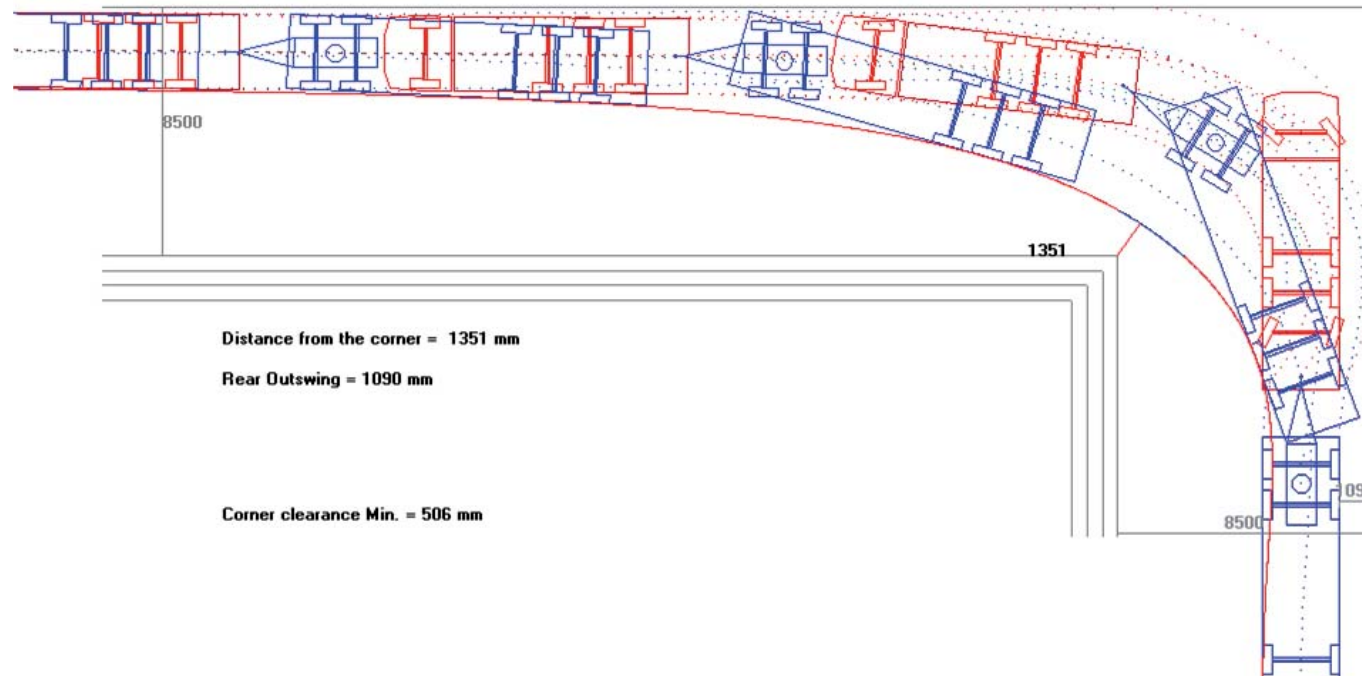 8500
1351
Distance from the corner = 1351 mm
Rear Outswing = 1090 mm
Corner clearance Min. = 506 mm
8500